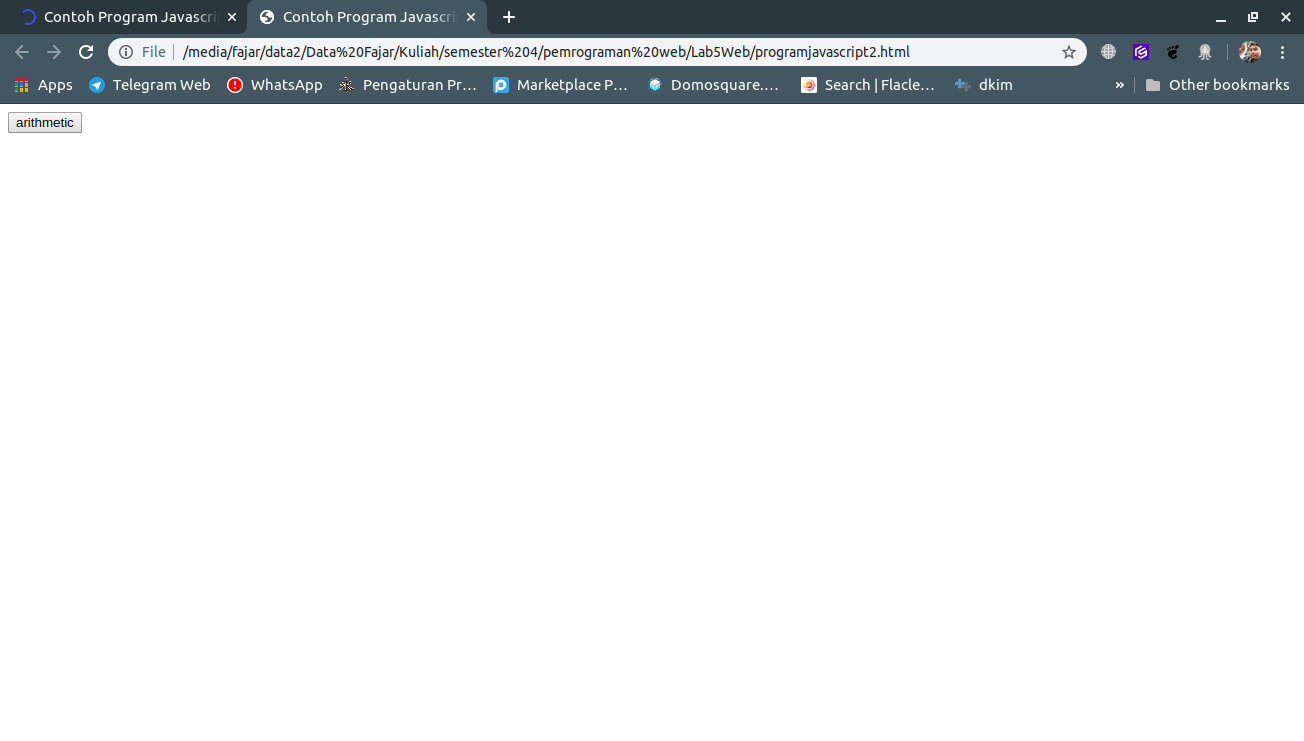 Contoh Program Javascri
Contoh Program Javascrip
File /media/fajar/data2/Data%20Fajar/Kuliah/semester%204/pemrograman%20web/Lab5Web/programjavascript2.html
Apps Telegram Web WhatsApp Pengaturan Pr… Marketplace P… Domosquare.… Search | Flacle… dkim » Other bookmarks
arithmetic